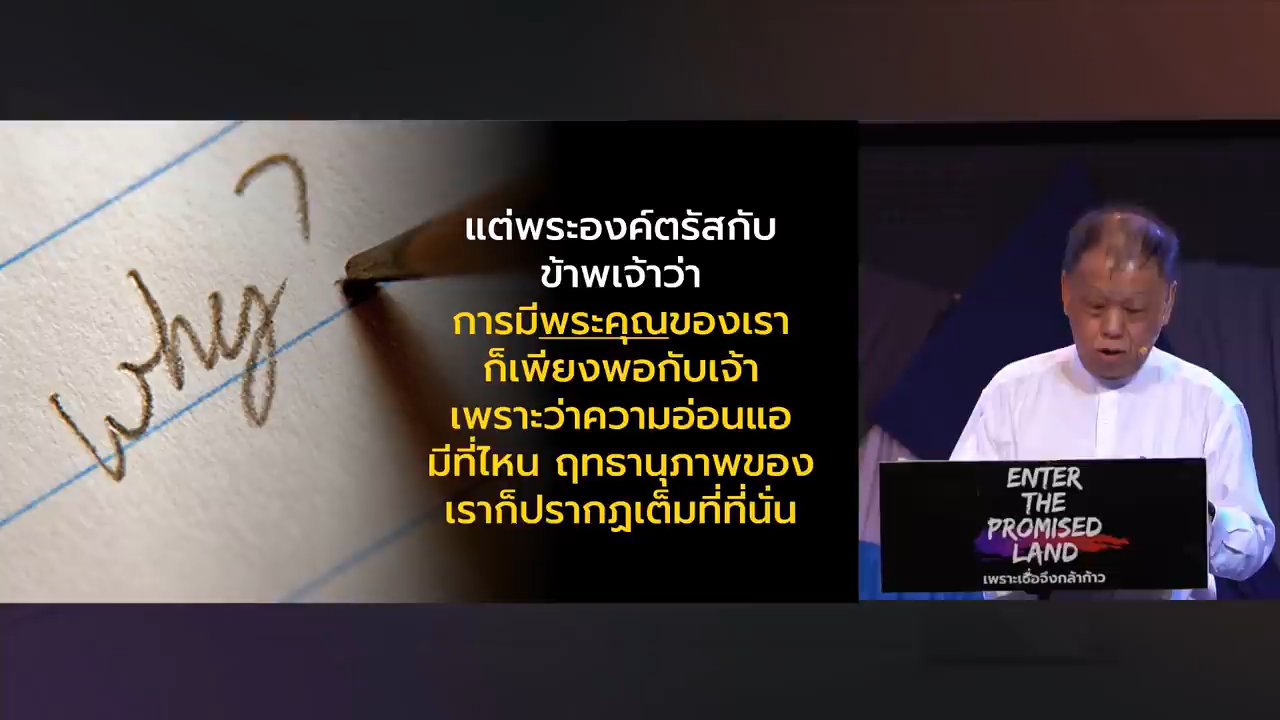 why?
แต่พระองค์ตรัสกับ
ข้าพเจ้าว่า
การมีพระคุณของเรา
ก็เพียงพอกับเจ้า
เพราะว่าความอ่อนแอ
มีที่ไหน ฤทธานุภาพของ
เราก็ปรากฏเต็มที่ที่นั่น
ENTER
THE
PROMISED
LAND
เพราะเชื่อจึงกล้าก้าว